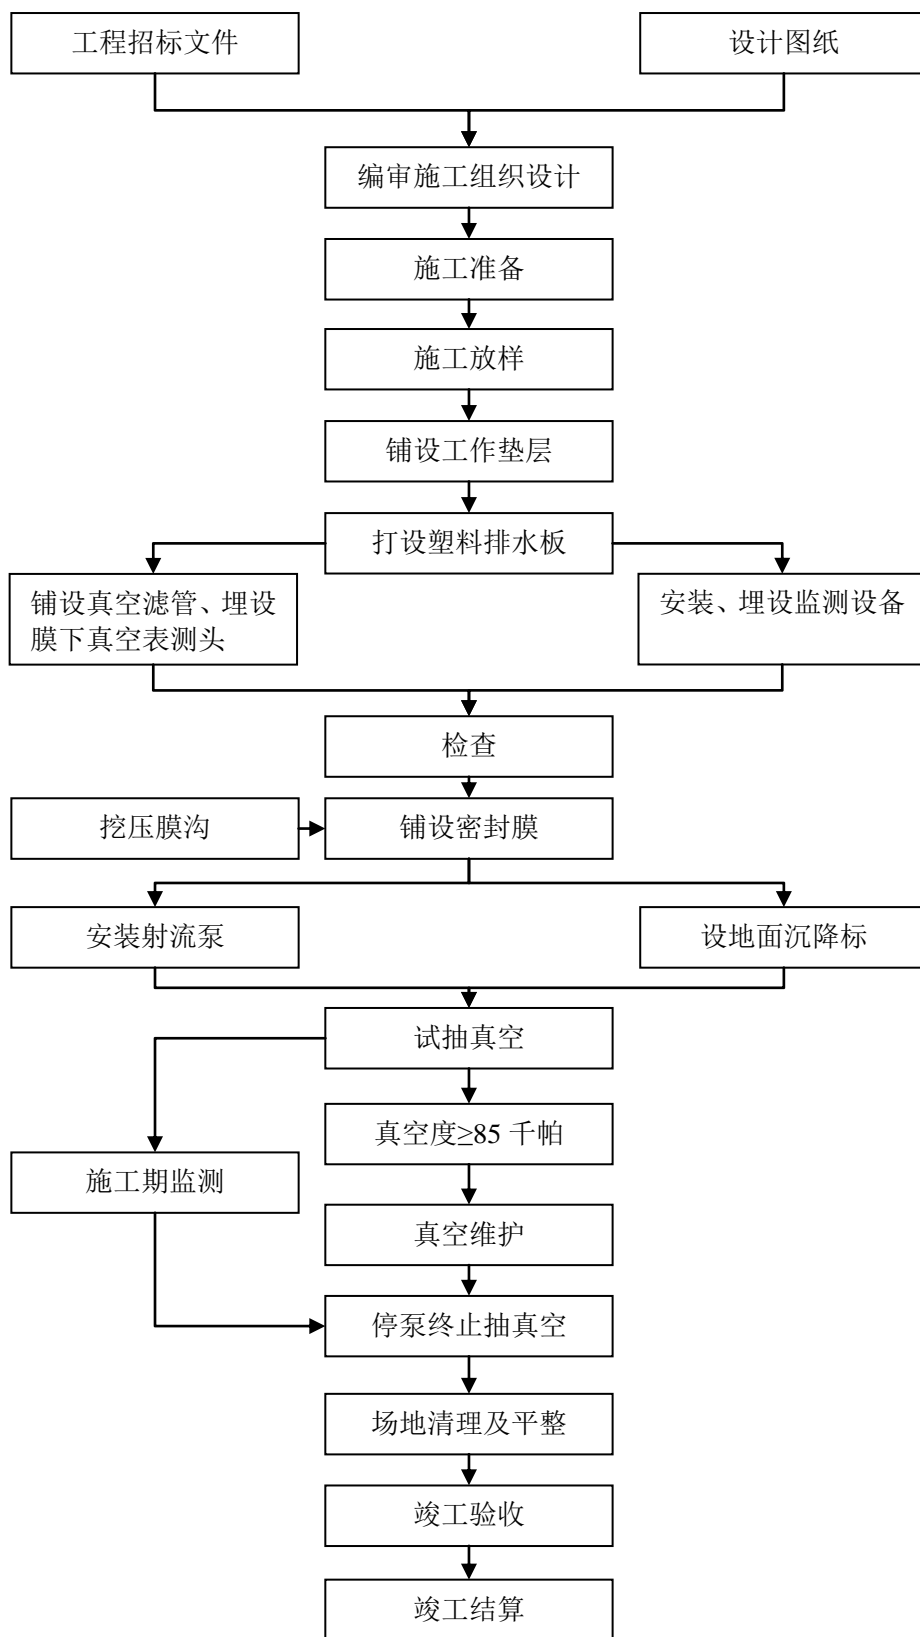 工程招标文件
设计图纸
编审施工组织设计
施工准备
施工放样
铺设工作垫层
打设塑料排水板
铺设真空滤管、埋设
膜下真空表测头
安装、埋设监测设备
检查
挖压膜沟
铺设密封膜
安装射流泵
设地面沉降标
试抽真空
真空度≥85 千帕
施工期监测
真空维护
停泵终止抽真空
场地清理及平整
竣工验收
竣工结算